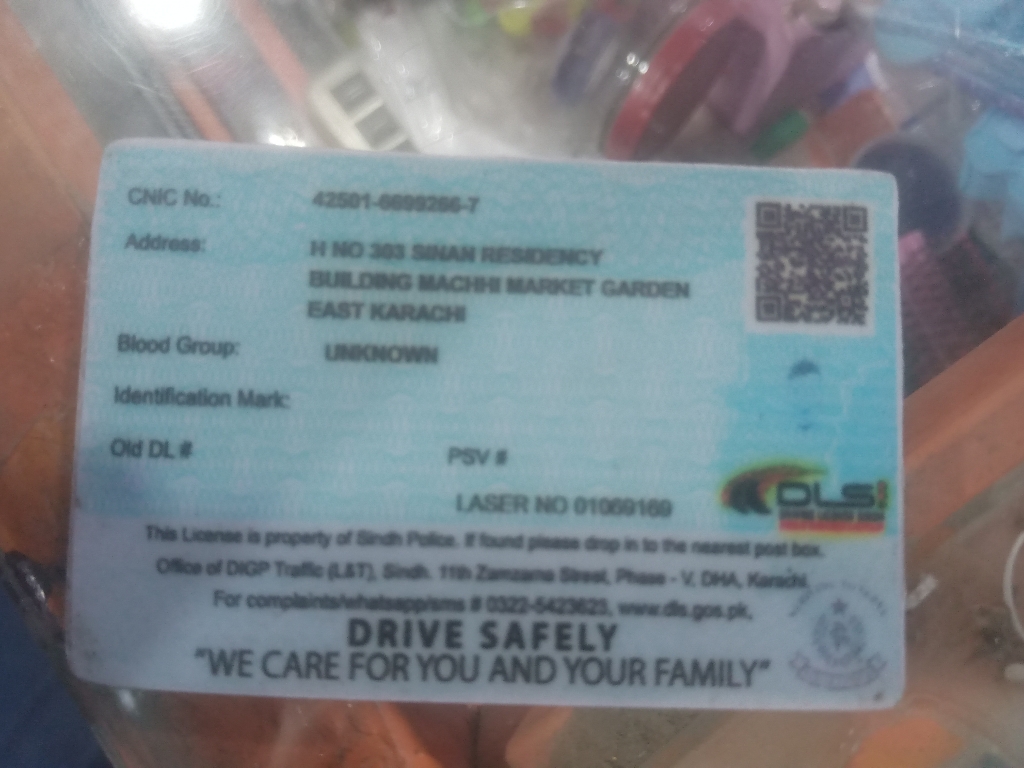 CNIC No.: 42501-6698266-7
Address: H NO 303 SINAN RESIDENCY
BUILDING MACHHI MARKET GARDEN
EAST KARACHI
Blood Group: UNKNOWN
Identification Mark:
Old DL #
PSV #
LASER NO 01069169
DLS
This License is property of Sindh Police. If found please drop in to the nearest post box.
Office of DIGP Traffic (L&T), Sindh. 11th Zamzama Street, Phase - V. DHA, Karachi.
For complaints/whatsapp/sms # 0322-5423623, www.dls.gos.pk,
DRIVE SAFELY
"WE CARE FOR YOU AND YOUR FAMILY"